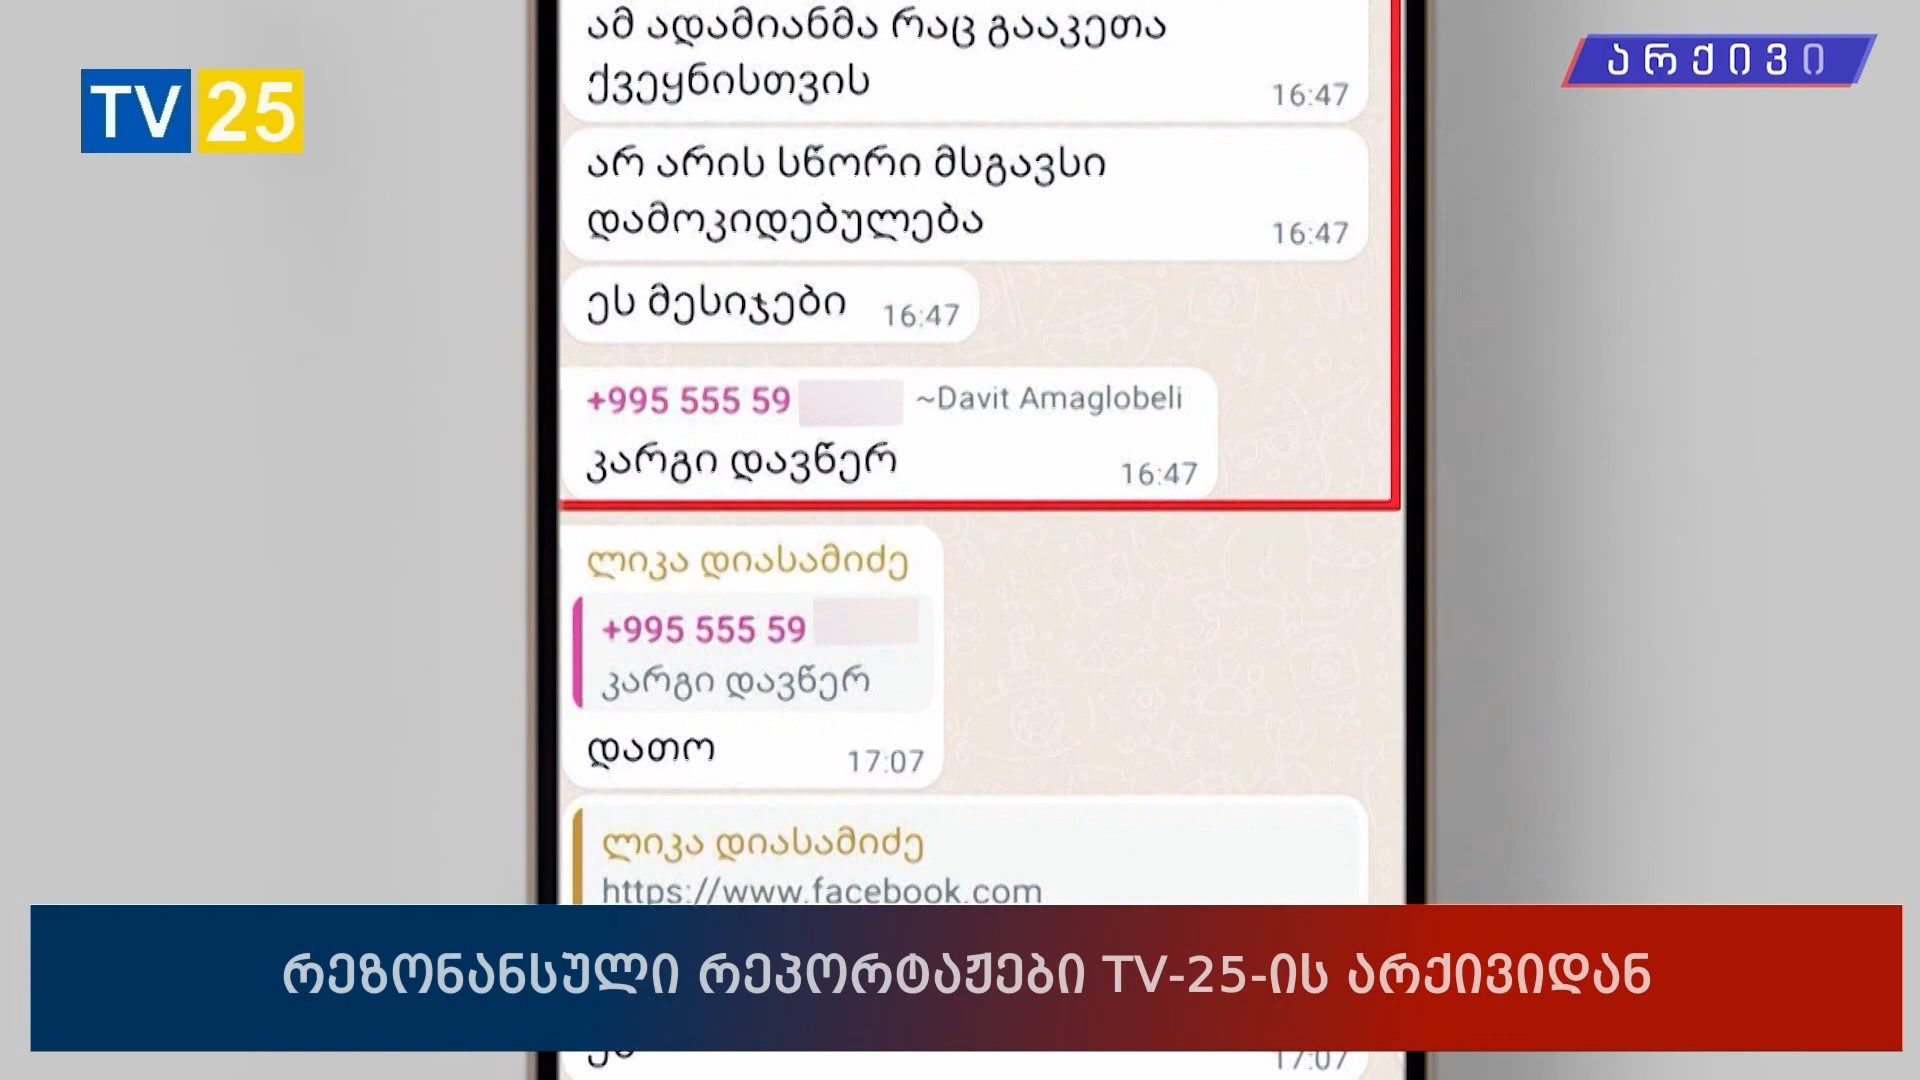 TV 25
არქივი
ამ ადამიანმა რაც გააკეთა
ქვეყნისთვის
16:47
არ არის სწორი მსგავსი
დამოკიდებულება
16:47
ეს მესიჯები 16:47
+995 555 59 ~Davit Amaglobeli
კარგი დავწერ
16:47
ლიკა დიასამიძე
+995 555 59
კარგი დავწერ
დათო
17:07
ლიკა დიასამიძე
https://www.facebook.com
რეზონანსული რეპორტაჟები TV-25-ის არქივიდან
17:07